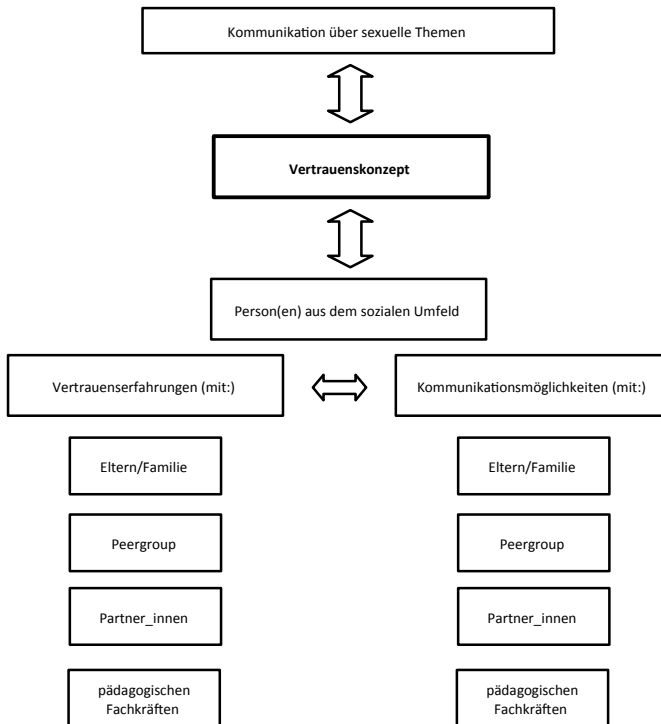 Kommunikation über sexuelle Themen
Vertrauenskonzept
Person(en) aus dem sozialen Umfeld
Vertrauenserfahrungen (mit:)
Kommunikationsmöglichkeiten (mit:)
Eltern/Familie
Eltern/Familie
Peergroup
Peergroup
Partner_innen
Partner_innen
pädagogischen
Fachkräften
pädagogischen
Fachkräften